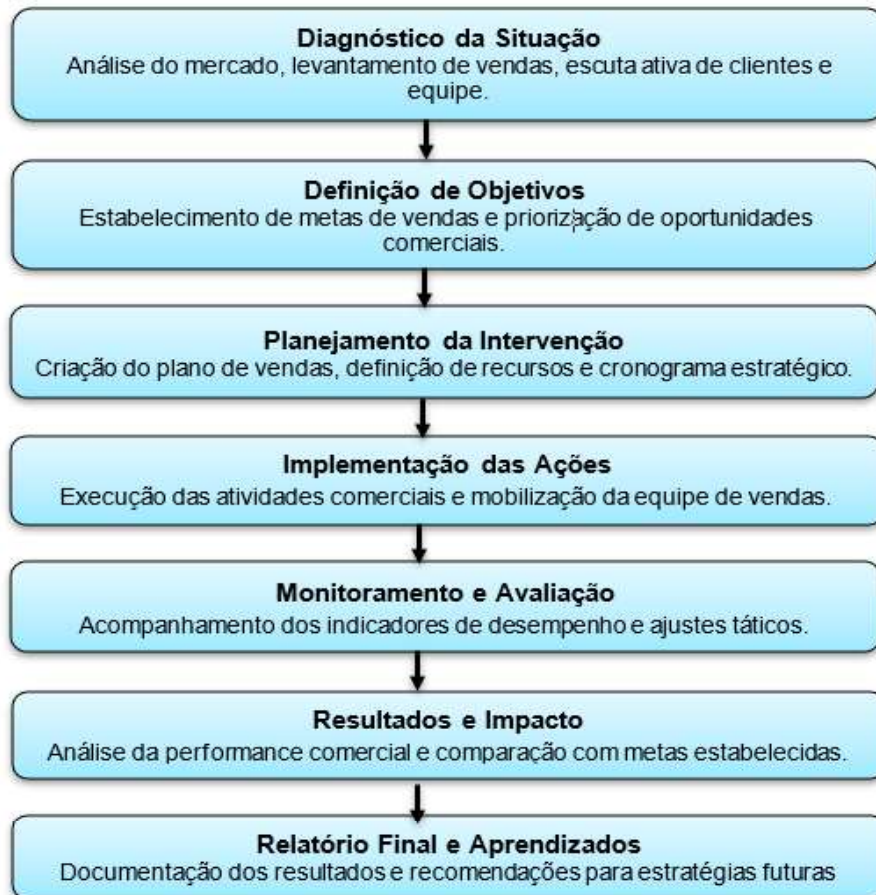 Diagnóstico da Situação
Análise do mercado, levantamento de vendas, escuta ativa de clientes e
equipe.
Definição de Objetivos
Estabelecimento de metas de vendas e priorização de oportunidades
comerciais.
Planejamento da Intervenção
Criação do plano de vendas, definição de recursos e cronograma estratégico.
Implementação das Ações
Execução das atividades comerciais e mobilização da equipe de vendas.
Monitoramento e Avaliação
Acompanhamento dos indicadores de desempenho e ajustes táticos.
Resultados e Impacto
Análise da performance comercial e comparação com metas estabelecidas.
Relatório Final e Aprendizados
Documentação dos resultados e recomendações para estratégias futuras